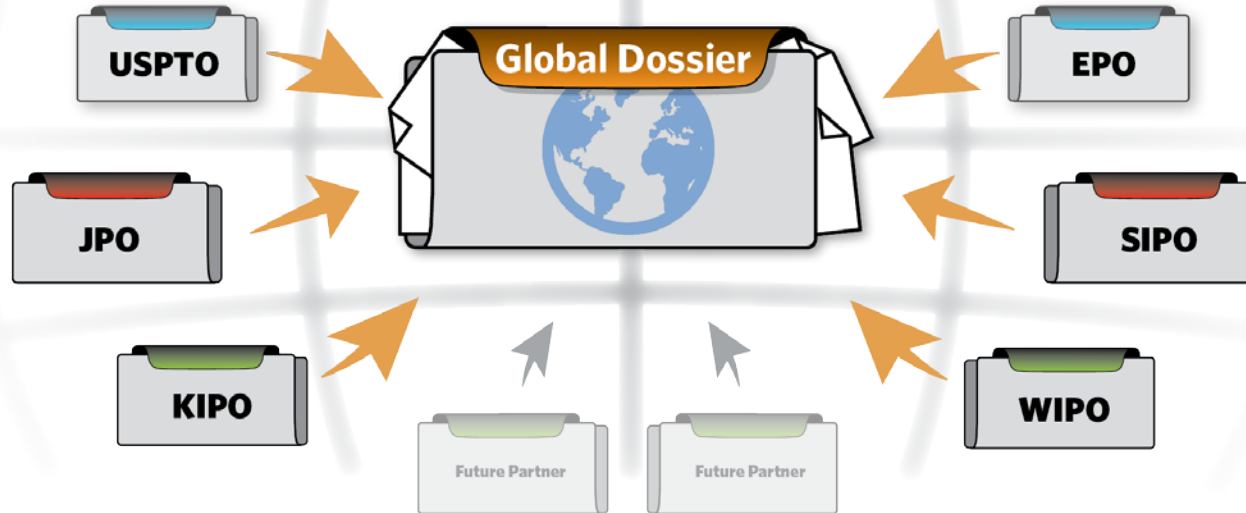 USPTO
Global Dossier
EPO
JPO
SIPO
KIPO
WIPO
Future Partner
Future Partner